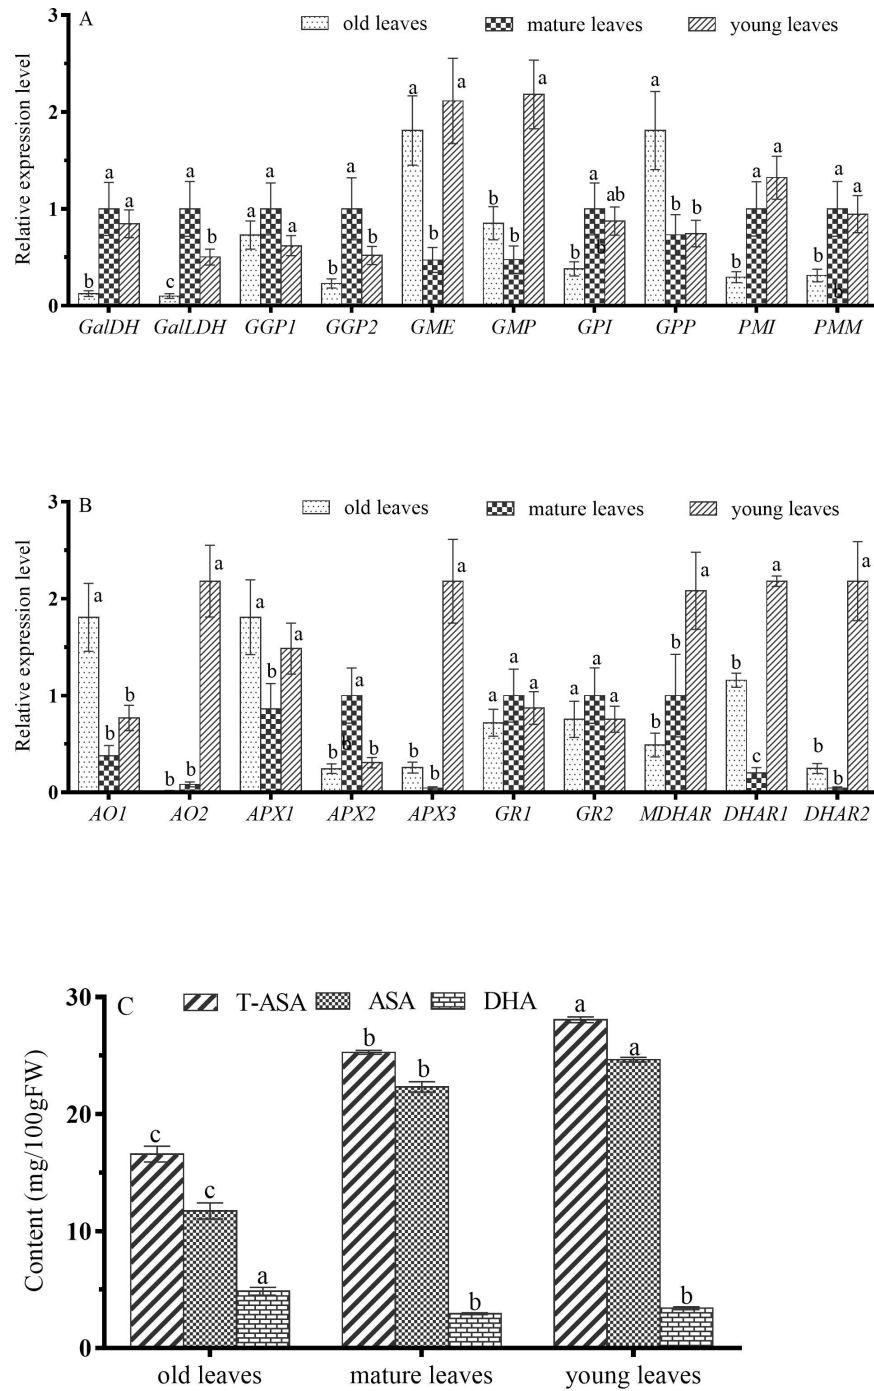 A
old leaves mature leaves young leaves
Relative expression level
3
2
1
0
b a a c a b a a a b a b a b a b b a b a ab a b b b a a b a a
b
b
GalDH GalLDH GGP1 GGP2 GME GMP GPI GPP PMI PMM
B
old leaves mature leaves young leaves
Relative expression level
3
2
1
0
a b b b b a a b a b a b b b a a a a a a a b b a b c a b b a
b
AO1 AO2 APX1 APX2 APX3 GR1 GR2 MDHAR DHAR1 DHAR2
C
T-ASA ASA DHA
Content (mg/100gFW)
30
20
10
0
c c a b b b a a b
old leaves mature leaves young leaves